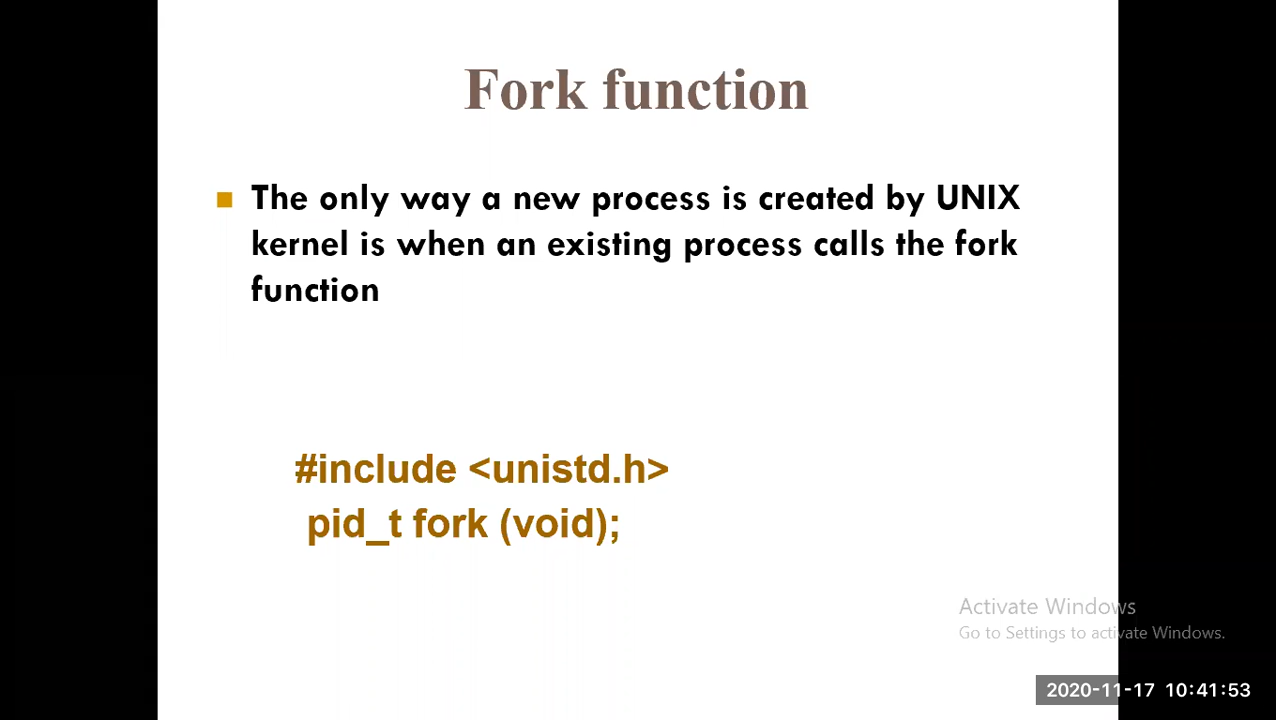 Fork function
The only way a new process is created by UNIX
kernel is when an existing process calls the fork
function
#include <unistd.h>
pid_t fork (void);
Activate Windows
Go to Settings to activate Windows.
2020-11-17 10:41:53